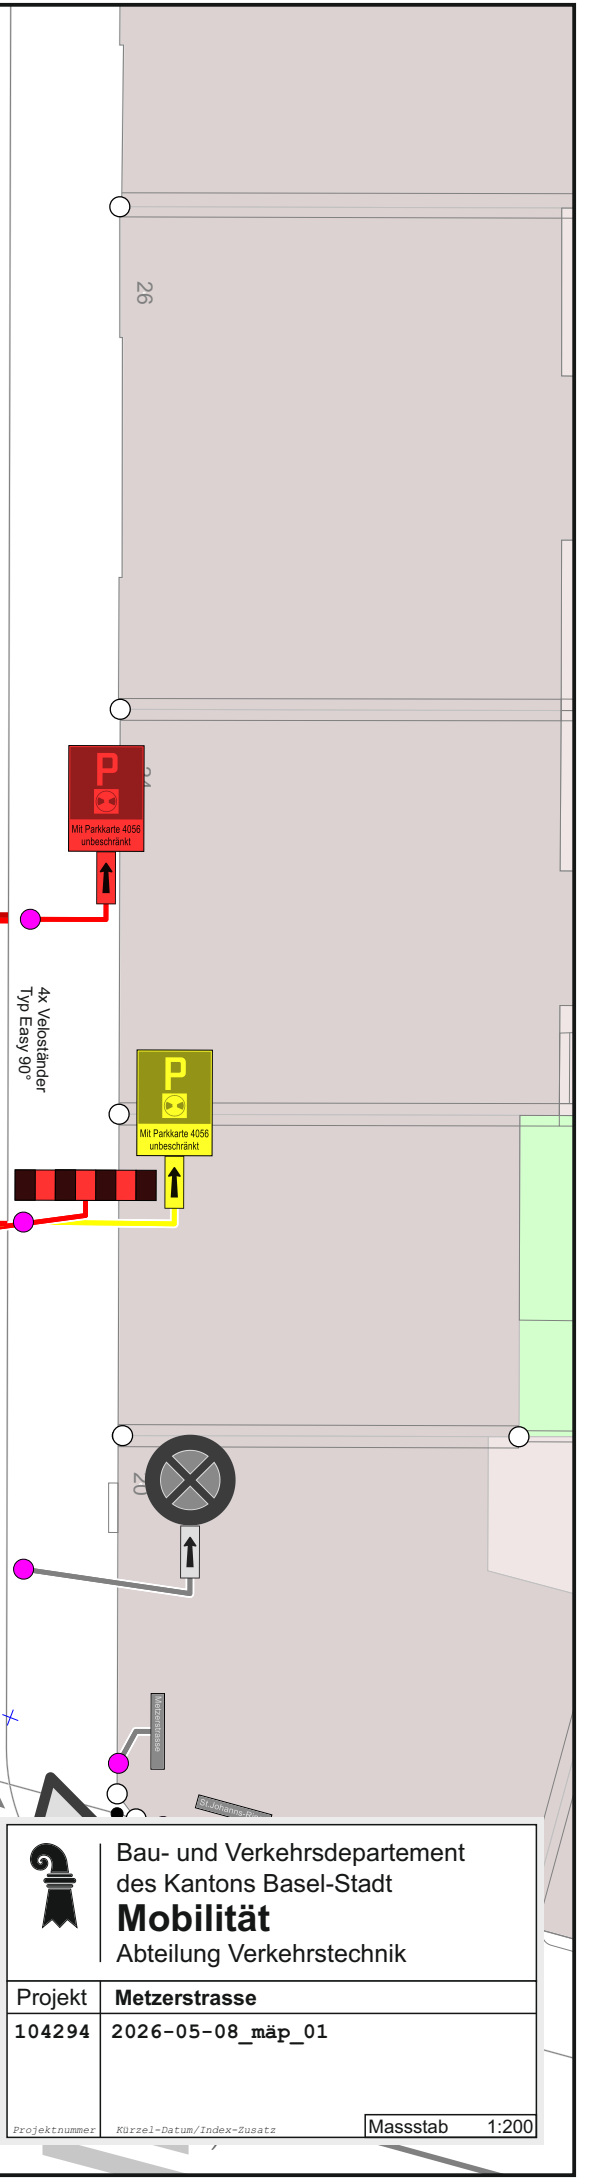 26
P
Mit Parkkarte 4056
unbeschränkt
4x Veloständer
Typ Easy 90°
P
Mit Parkkarte 4056
unbeschränkt
20
Metzerstrasse
Bau- und Verkehrsdepartement
des Kantons Basel-Stadt
Mobilität
Abteilung Verkehrstechnik
Projekt Metzerstrasse
104294 2026-05-08_mäp_01
Projektnummer Kürzel-Datum/Index-Zusatz
Massstab 1:200